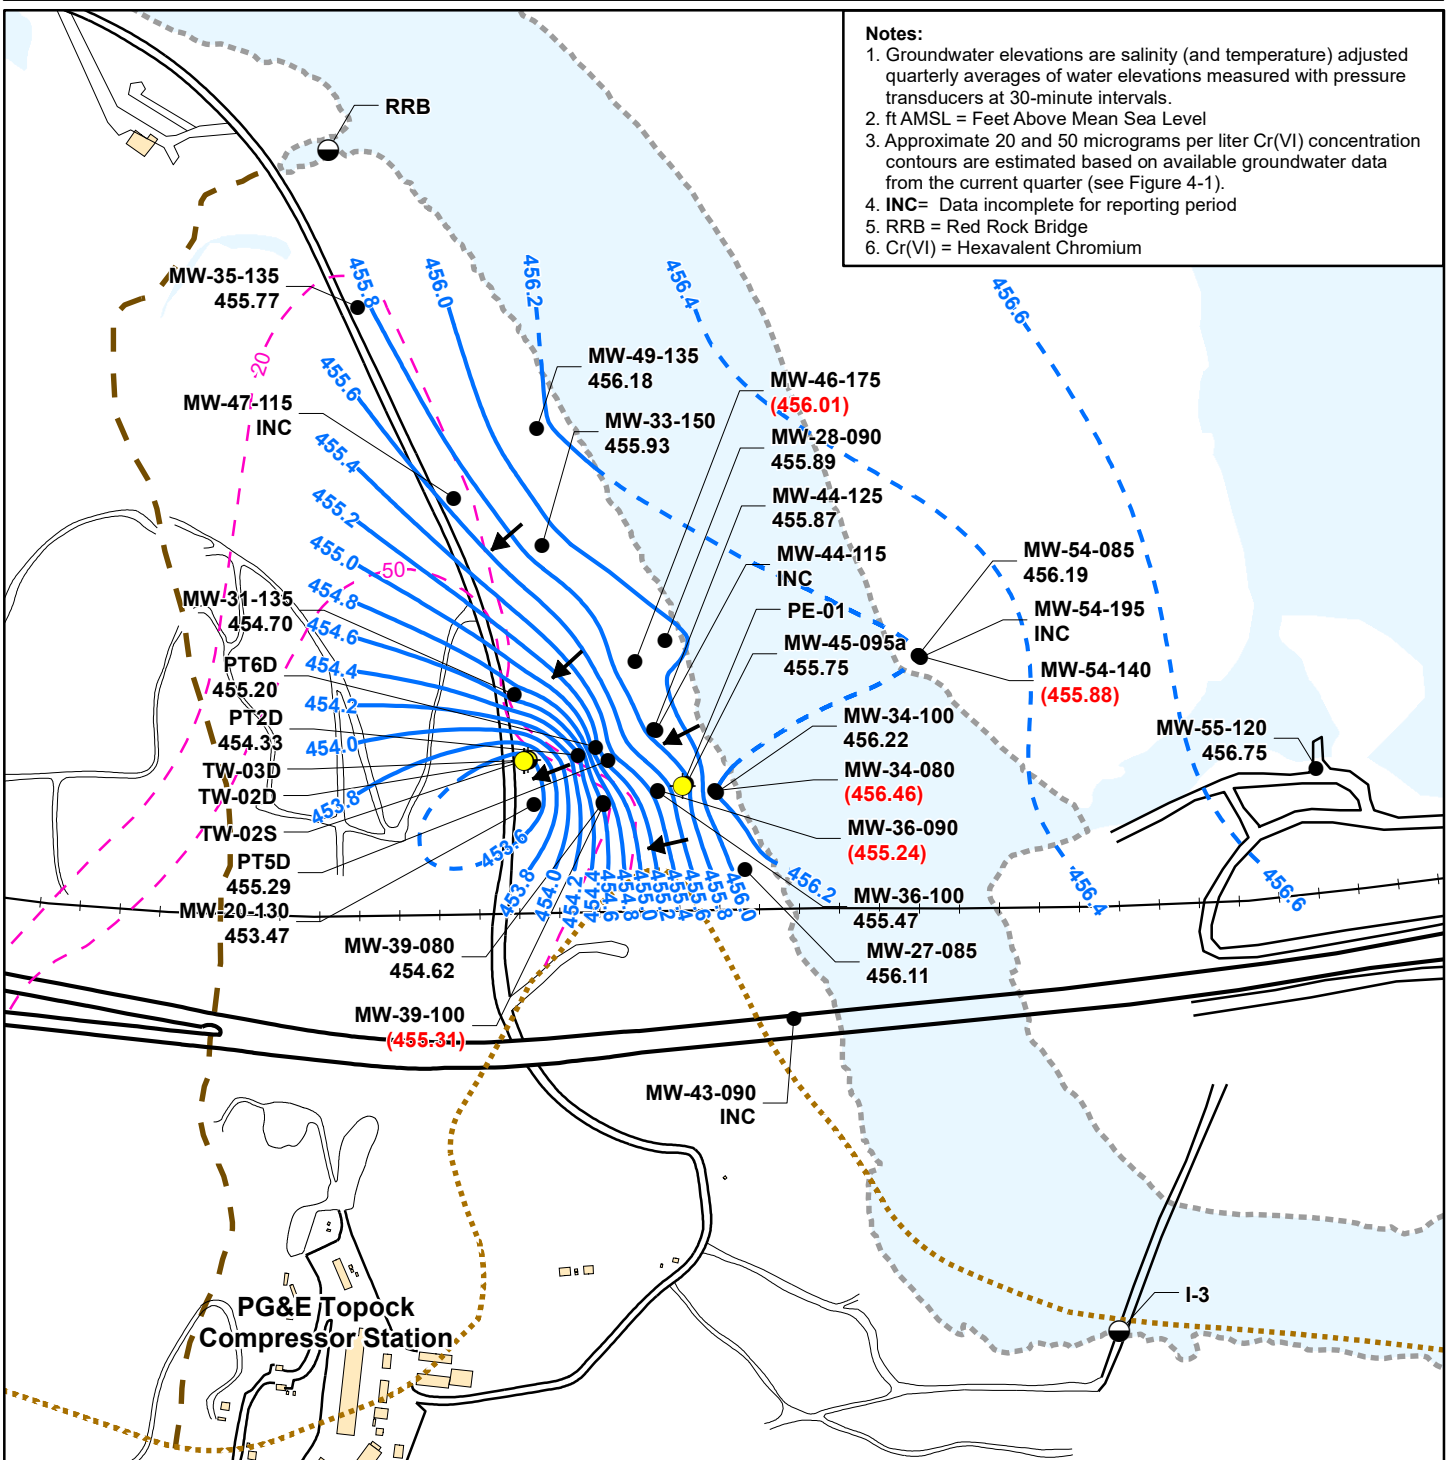 Notes:
1. Groundwater elevations are salinity (and temperature) adjusted
quarterly averages of water elevations measured with pressure
transducers at 30-minute intervals.
2. ft AMSL = Feet Above Mean Sea Level
3. Approximate 20 and 50 micrograms per liter Cr(VI) concentration
contours are estimated based on available groundwater data
from the current quarter (see Figure 4-1).
4. INC= Data incomplete for reporting period
5. RRB = Red Rock Bridge
6. Cr(VI) = Hexavalent Chromium
RRB
MW-35-135
455.77
455.8
456.0
456.2
456.4
456.6
MW-49-135
456.18
455.6
20
MW-47-115
INC
MW-33-150
455.93
MW-46-175
(456.01)
MW-28-090
455.89
455.4
455.2
MW-44-125
455.87
455.0
50
MW-44-115
INC
MW-54-085
456.19
MW-31-135
454.70
454.8
PE-01
MW-54-195
INC
454.6
MW-45-095a
455.75
PT6D
455.20
454.4
MW-54-140
(455.88)
454.2
PT2D
454.33
454.0
MW-34-100
456.22
MW-55-120
456.75
TW-03D
TW-02D
453.8
MW-34-080
(456.46)
TW-02S
453.6
MW-36-090
(455.24)
PT5D
455.29
453.8
454.0
454.2
454.4
454.6
454.8
455.0
455.2
455.4
455.6
455.8
456.0
456.2
456.4
456.6
MW-20-130
453.47
MW-36-100
455.47
MW-39-080
454.62
MW-27-085
456.11
MW-39-100
(455.31)
MW-43-090
INC
I-3
PG&E Topock
Compressor Station